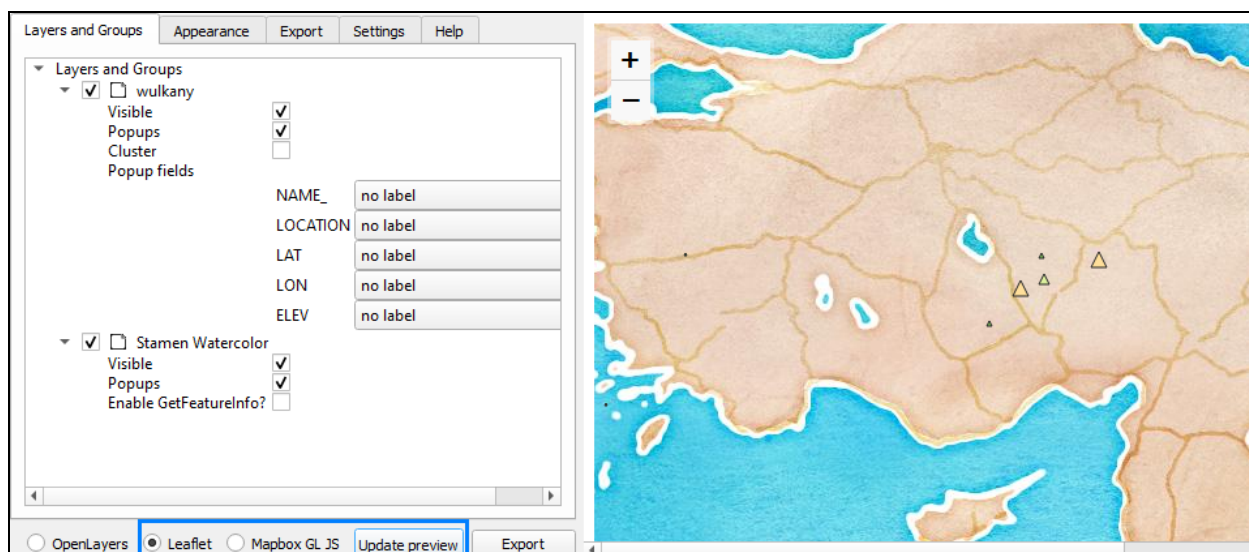 Layers and Groups Appearance Export Settings Help
Layers and Groups
wulkany
Visible
Popups
Cluster
Popup fields
NAME_ no label
LOCATION no label
LAT no label
LON no label
ELEV no label
Stamen Watercolor
Visible
Popups
Enable GetFeatureInfo?
OpenLayers Leaflet Mapbox GL JS Update preview Export
+
−